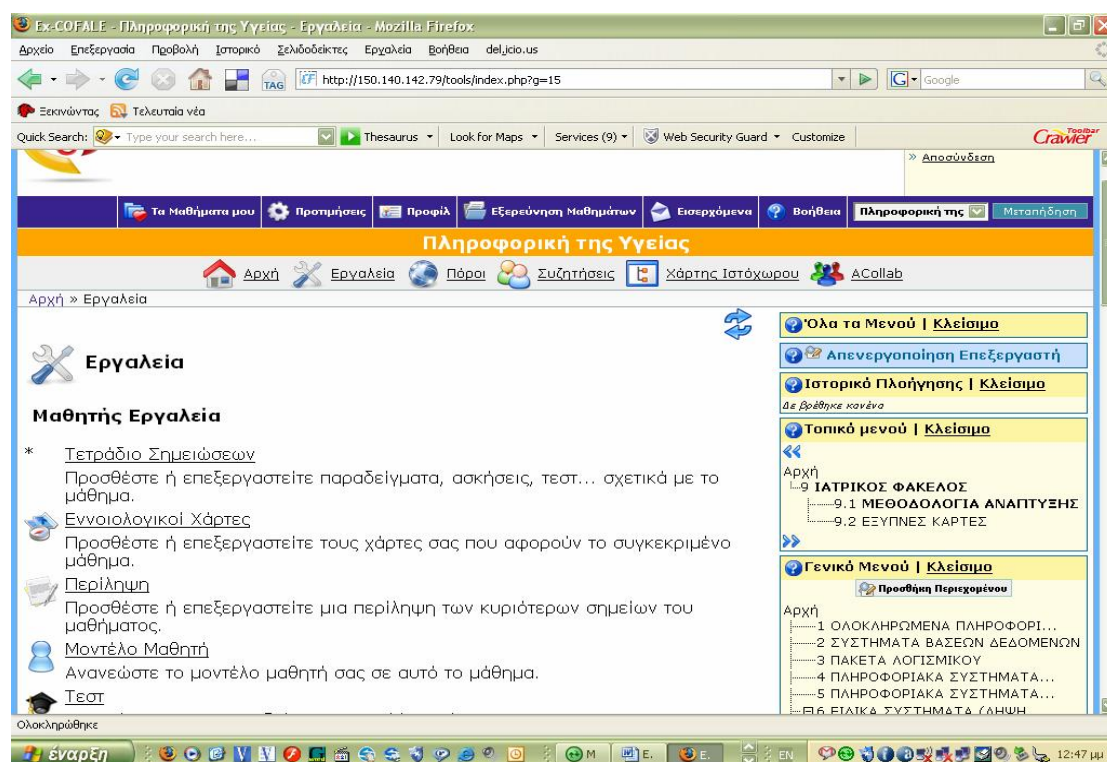 Ex-COFALE - Πληροφορική της Υγείας - Εργαλεία - Mozilla Firefox
Αρχείο Επεξεργασία Προβολή Ιστορικό Σελιδοδείκτες Εργαλεία Βοήθεια del.icio.us
TAG http://150.140.142.79/tools/index.php?g=15 G Google
Ξεκινώντας Τελευταία νέα
Quick Search: Type your search here... Thesaurus Look for Maps Services (9) Web Security Guard Customize Crawler Toolbar
» Αποσύνδεση
Τα Μαθήματα μου Προτιμήσεις Προφίλ Εξερεύνηση Μαθημάτων Εισερχόμενα Βοήθεια Πληροφορική της Μεταπήδηση
Πληροφορική της Υγείας
Αρχή Εργαλεία Πόροι Συζητήσεις Χάρτης Ιστόχωρου ACollab
Αρχή » Εργαλεία
Εργαλεία
Μαθητής Εργαλεία
* Τετράδιο Σημειώσεων
Προσθέστε ή επεξεργαστείτε παραδείγματα, ασκήσεις, τεστ... σχετικά με το
μάθημα.
Εννοιολογικοί Χάρτες
Προσθέστε ή επεξεργαστείτε τους χάρτες σας που αφορούν το συγκεκριμένο
μάθημα.
Περίληψη
Προσθέστε ή επεξεργαστείτε μια περίληψη των κυριότερων σημείων του
μαθήματος.
Μοντέλο Μαθητή
Ανανεώστε το μοντέλο μαθητή σας σε αυτό το μάθημα.
Τεστ
Όλα τα Μενού | Κλείσιμο
Απενεργοποίηση Επεξεργαστή
Ιστορικό Πλοήγησης | Κλείσιμο
Δε βρέθηκε κανένα
Τοπικό μενού | Κλείσιμο
Αρχή
9 ΙΑΤΡΙΚΟΣ ΦΑΚΕΛΟΣ
9.1 ΜΕΘΟΔΟΛΟΓΙΑ ΑΝΑΠΤΥΞΗΣ
9.2 ΕΞΥΠΝΕΣ ΚΑΡΤΕΣ
Γενικό Μενού | Κλείσιμο
Προσθήκη Περιεχομένου
Αρχή
1 ΟΛΟΚΛΗΡΩΜΕΝΑ ΠΛΗΡΟΦΟΡΙ...
2 ΣΥΣΤΗΜΑΤΑ ΒΑΣΕΩΝ ΔΕΔΟΜΕΝΩΝ
3 ΠΑΚΕΤΑ ΛΟΓΙΣΜΙΚΟΥ
4 ΠΛΗΡΟΦΟΡΙΑΚΑ ΣΥΣΤΗΜΑΤΑ...
5 ΠΛΗΡΟΦΟΡΙΑΚΑ ΣΥΣΤΗΜΑΤΑ...
6 ΕΙΔΙΚΑ ΣΥΣΤΗΜΑΤΑ (ΔΗΨΗ
Ολοκληρώθηκε
έναρξη M E. E. EN 12:47 μμ